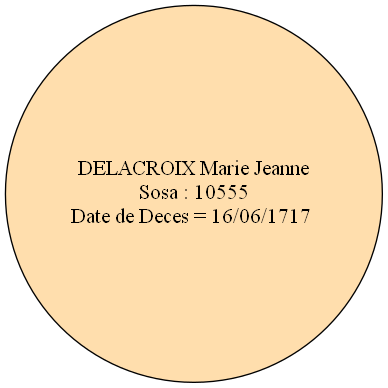 DELACROIX Marie Jeanne
Sosa : 10555
Date de Deces = 16/06/1717